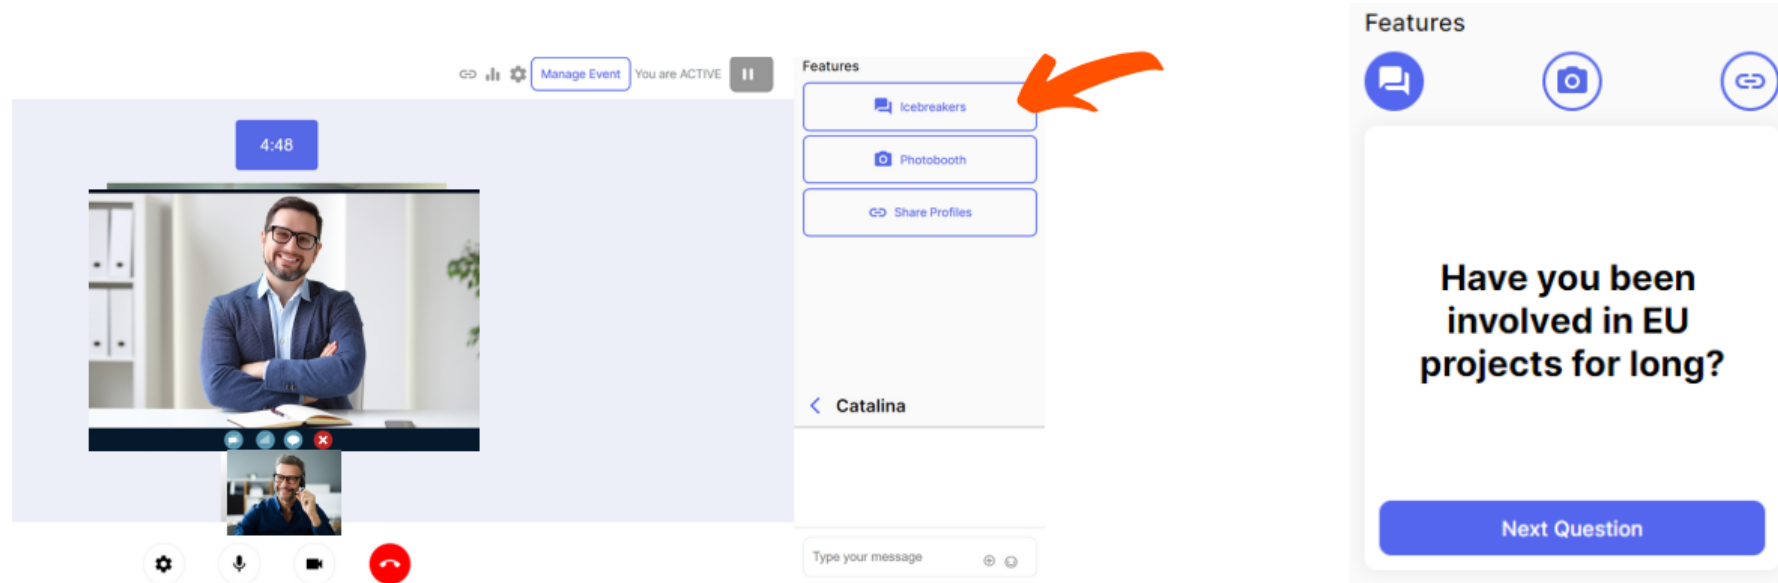 Manage Event
You are ACTIVE
4:48
Features
Icebreakers
Photobooth
Share Profiles
Catalina
Type your message
Features
Have you been
involved in EU
projects for long?
Next Question